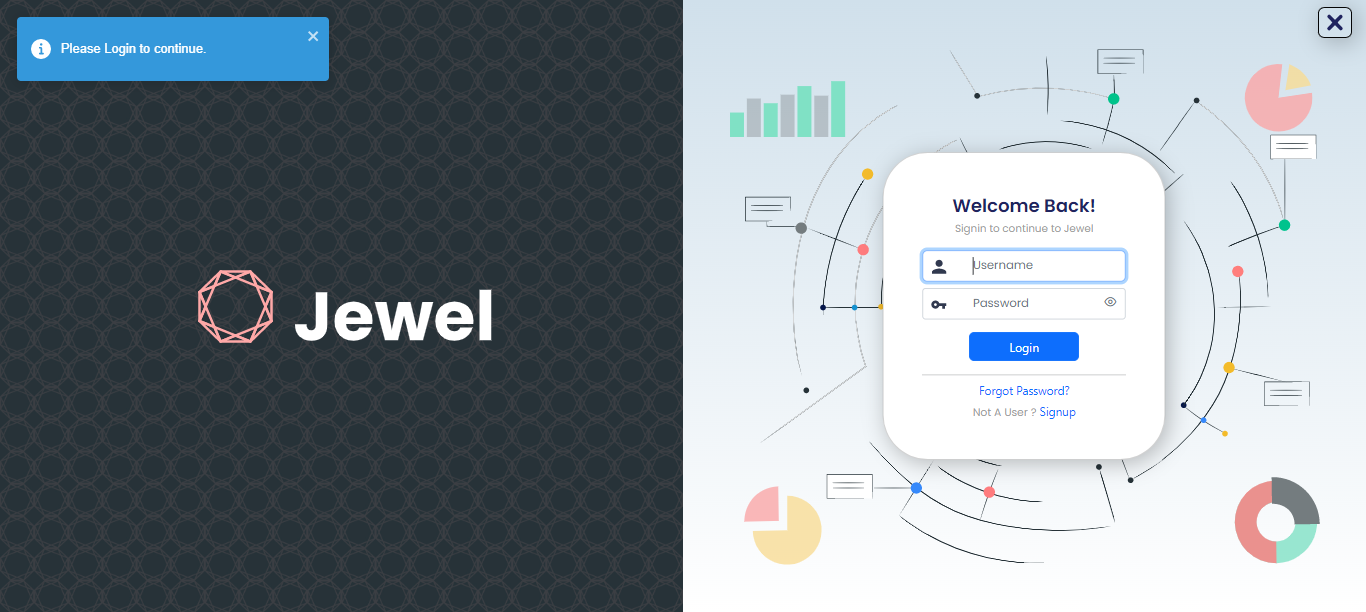 Please Login to continue.
Jewel
Welcome Back!
Signin to continue to Jewel
Username
Password
Login
Forgot Password?
Not A User ? Signup